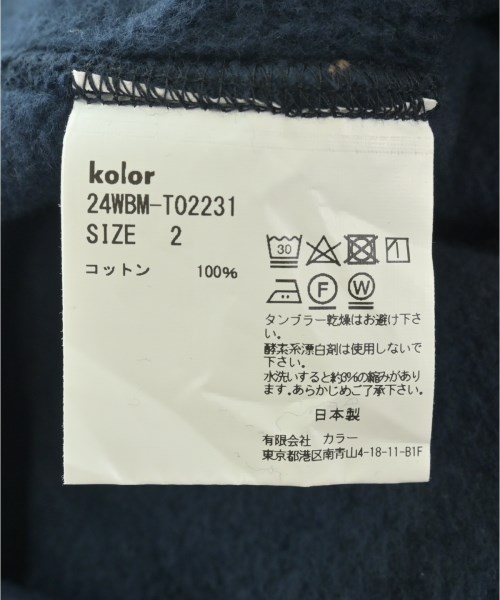 kolor
24WBM-T02231
SIZE 2
コットン 100%
30
F W
タンブラー乾燥はお避け下さ
い。
酵素系漂白剤は使用しないで
下さい。
水洗いすると約8%の縮みがあり
ます。あらかじめご了承下さい。
日本製
有限会社 カラー
東京都港区南青山4-18-11-B1F